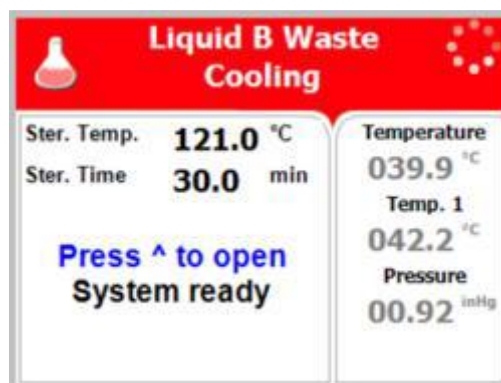 Liquid B Waste
Cooling
Ster. Temp. 121.0 °C
Ster. Time 30.0 min
Press ^ to open
System ready
Temperature
039.9 °C
Temp. 1
042.2 °C
Pressure
00.92 inHg